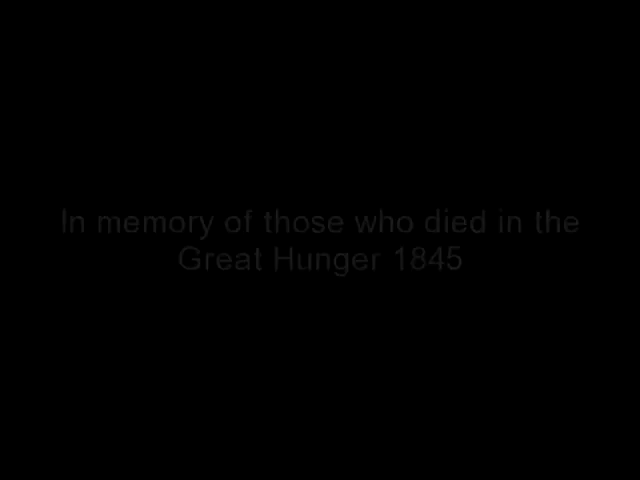 In memory of those who died in the
Great Hunger 1845